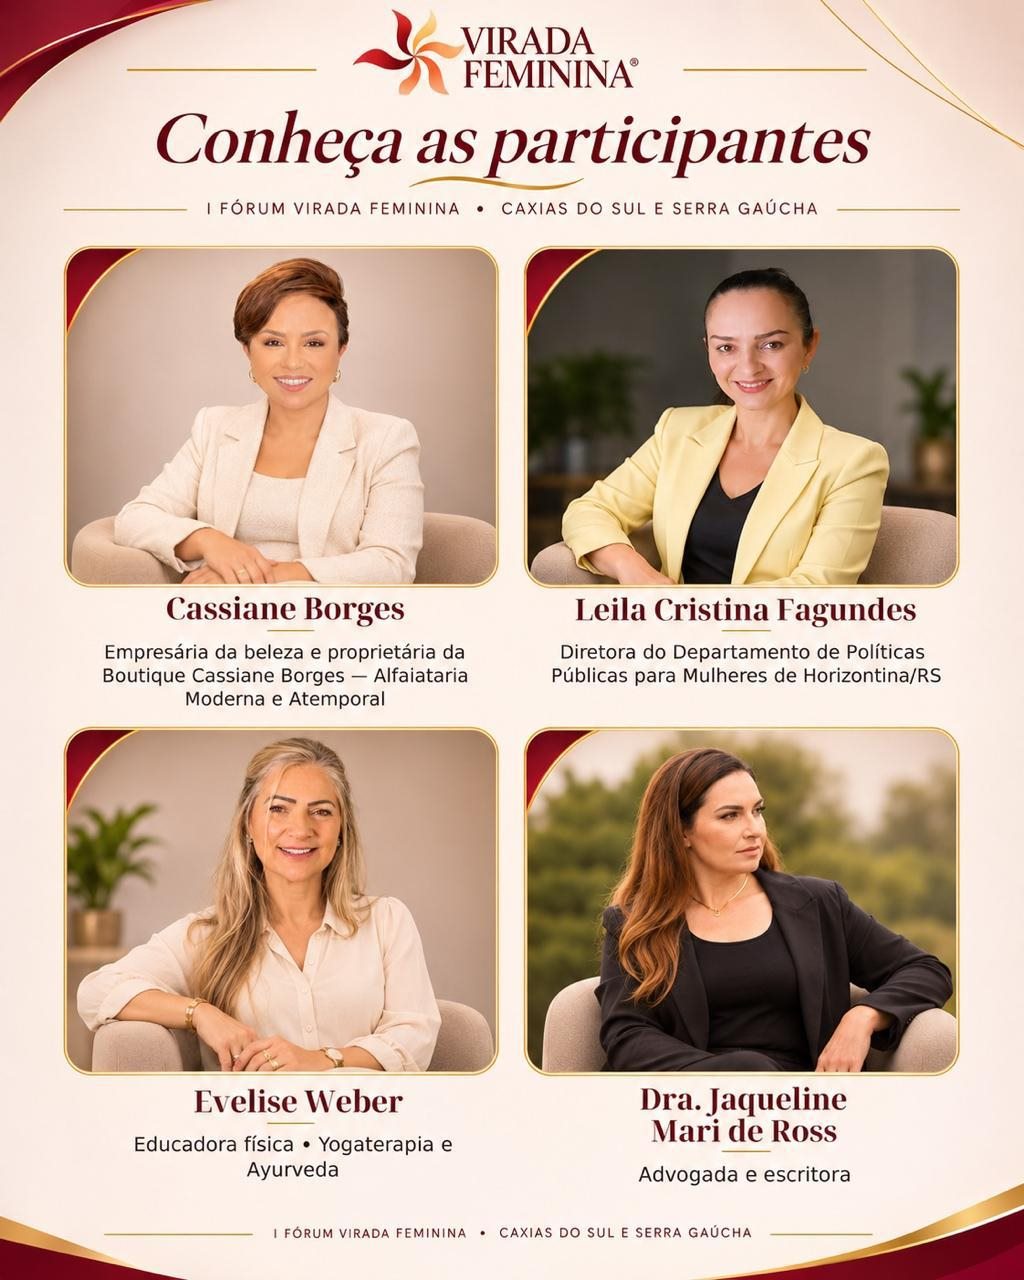 VIRADA
FEMININA®
Conheça as participantes
I FÓRUM VIRADA FEMININA • CAXIAS DO SUL E SERRA GAÚCHA
Cassiane Borges
Empresária da beleza e proprietária da
Boutique Cassiane Borges — Alfaiataria
Moderna e Atemporal
Leila Cristina Fagundes
Diretora do Departamento de Políticas
Públicas para Mulheres de Horizontina/RS
Evelise Weber
Educadora física • Yogaterapia e
Ayurveda
Dra. Jaqueline
Mari de Ross
Advogada e escritora
I FÓRUM VIRADA FEMININA • CAXIAS DO SUL E SERRA GAÚCHA